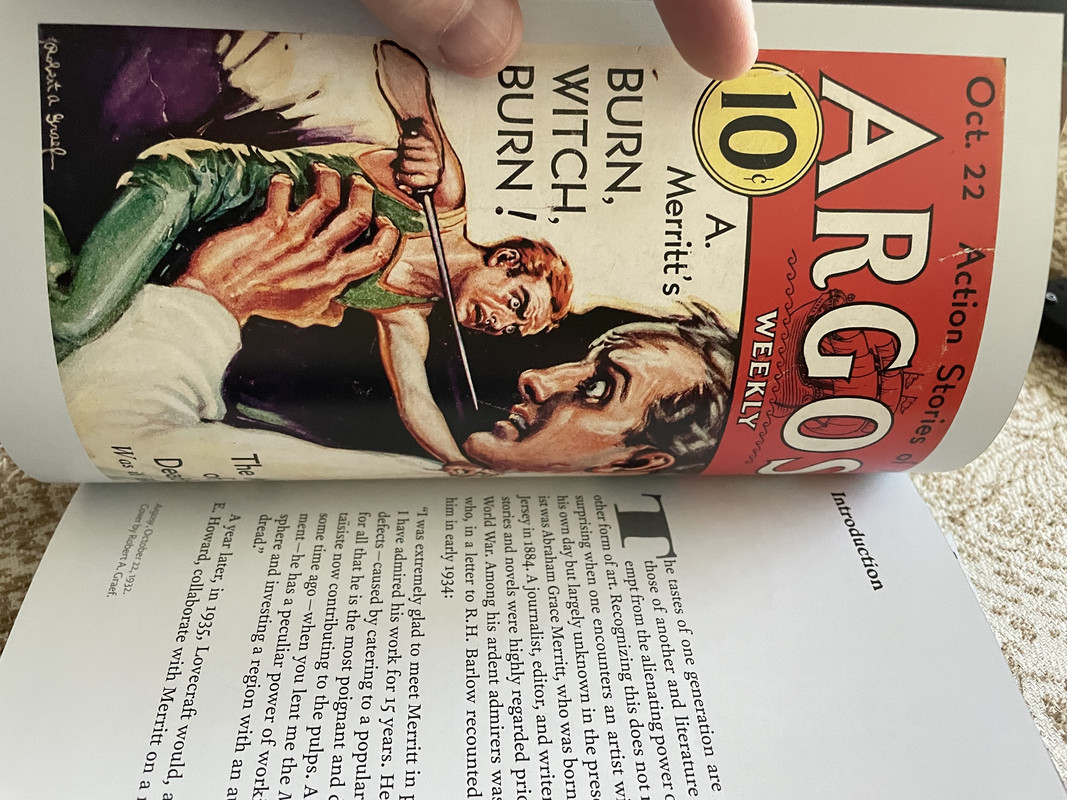 Oct. 22 Action Stories of
ARGOS
WEEKLY
10¢
A.
Merritt's
BURN,
WITCH,
BURN!
The
of
Robert A Graef
Introduction
The tastes of one generation are
those of another and literature
empt from the alienating power
other form of art. Recognizing this does not
surprising when one encounters an artist
his own day but largely unknown in the
ist was Abraham Grace Merritt, who was born
Jersey in 1884. A journalist, editor, and
stories and novels were highly regarded
World War. Among his ardent admirers was
who, in a letter to R.H. Barlow recounted
him in early 1934:
“I was extremely glad to meet Merritt in
I have admired his work for 15 years. He
defects—caused by catering to a popular
for all that he is the most poignant and
taisiste now contributing to the pulps. A
some time ago—when you lent me the
ment—he has a peculiar power of
sphere and investing a region with an
dread.”
A year later, in 1935, Lovecraft would,
E. Howard, collaborate with Merritt on a
Argosy, October 22, 1932.
Cover by Robert A. Graef.